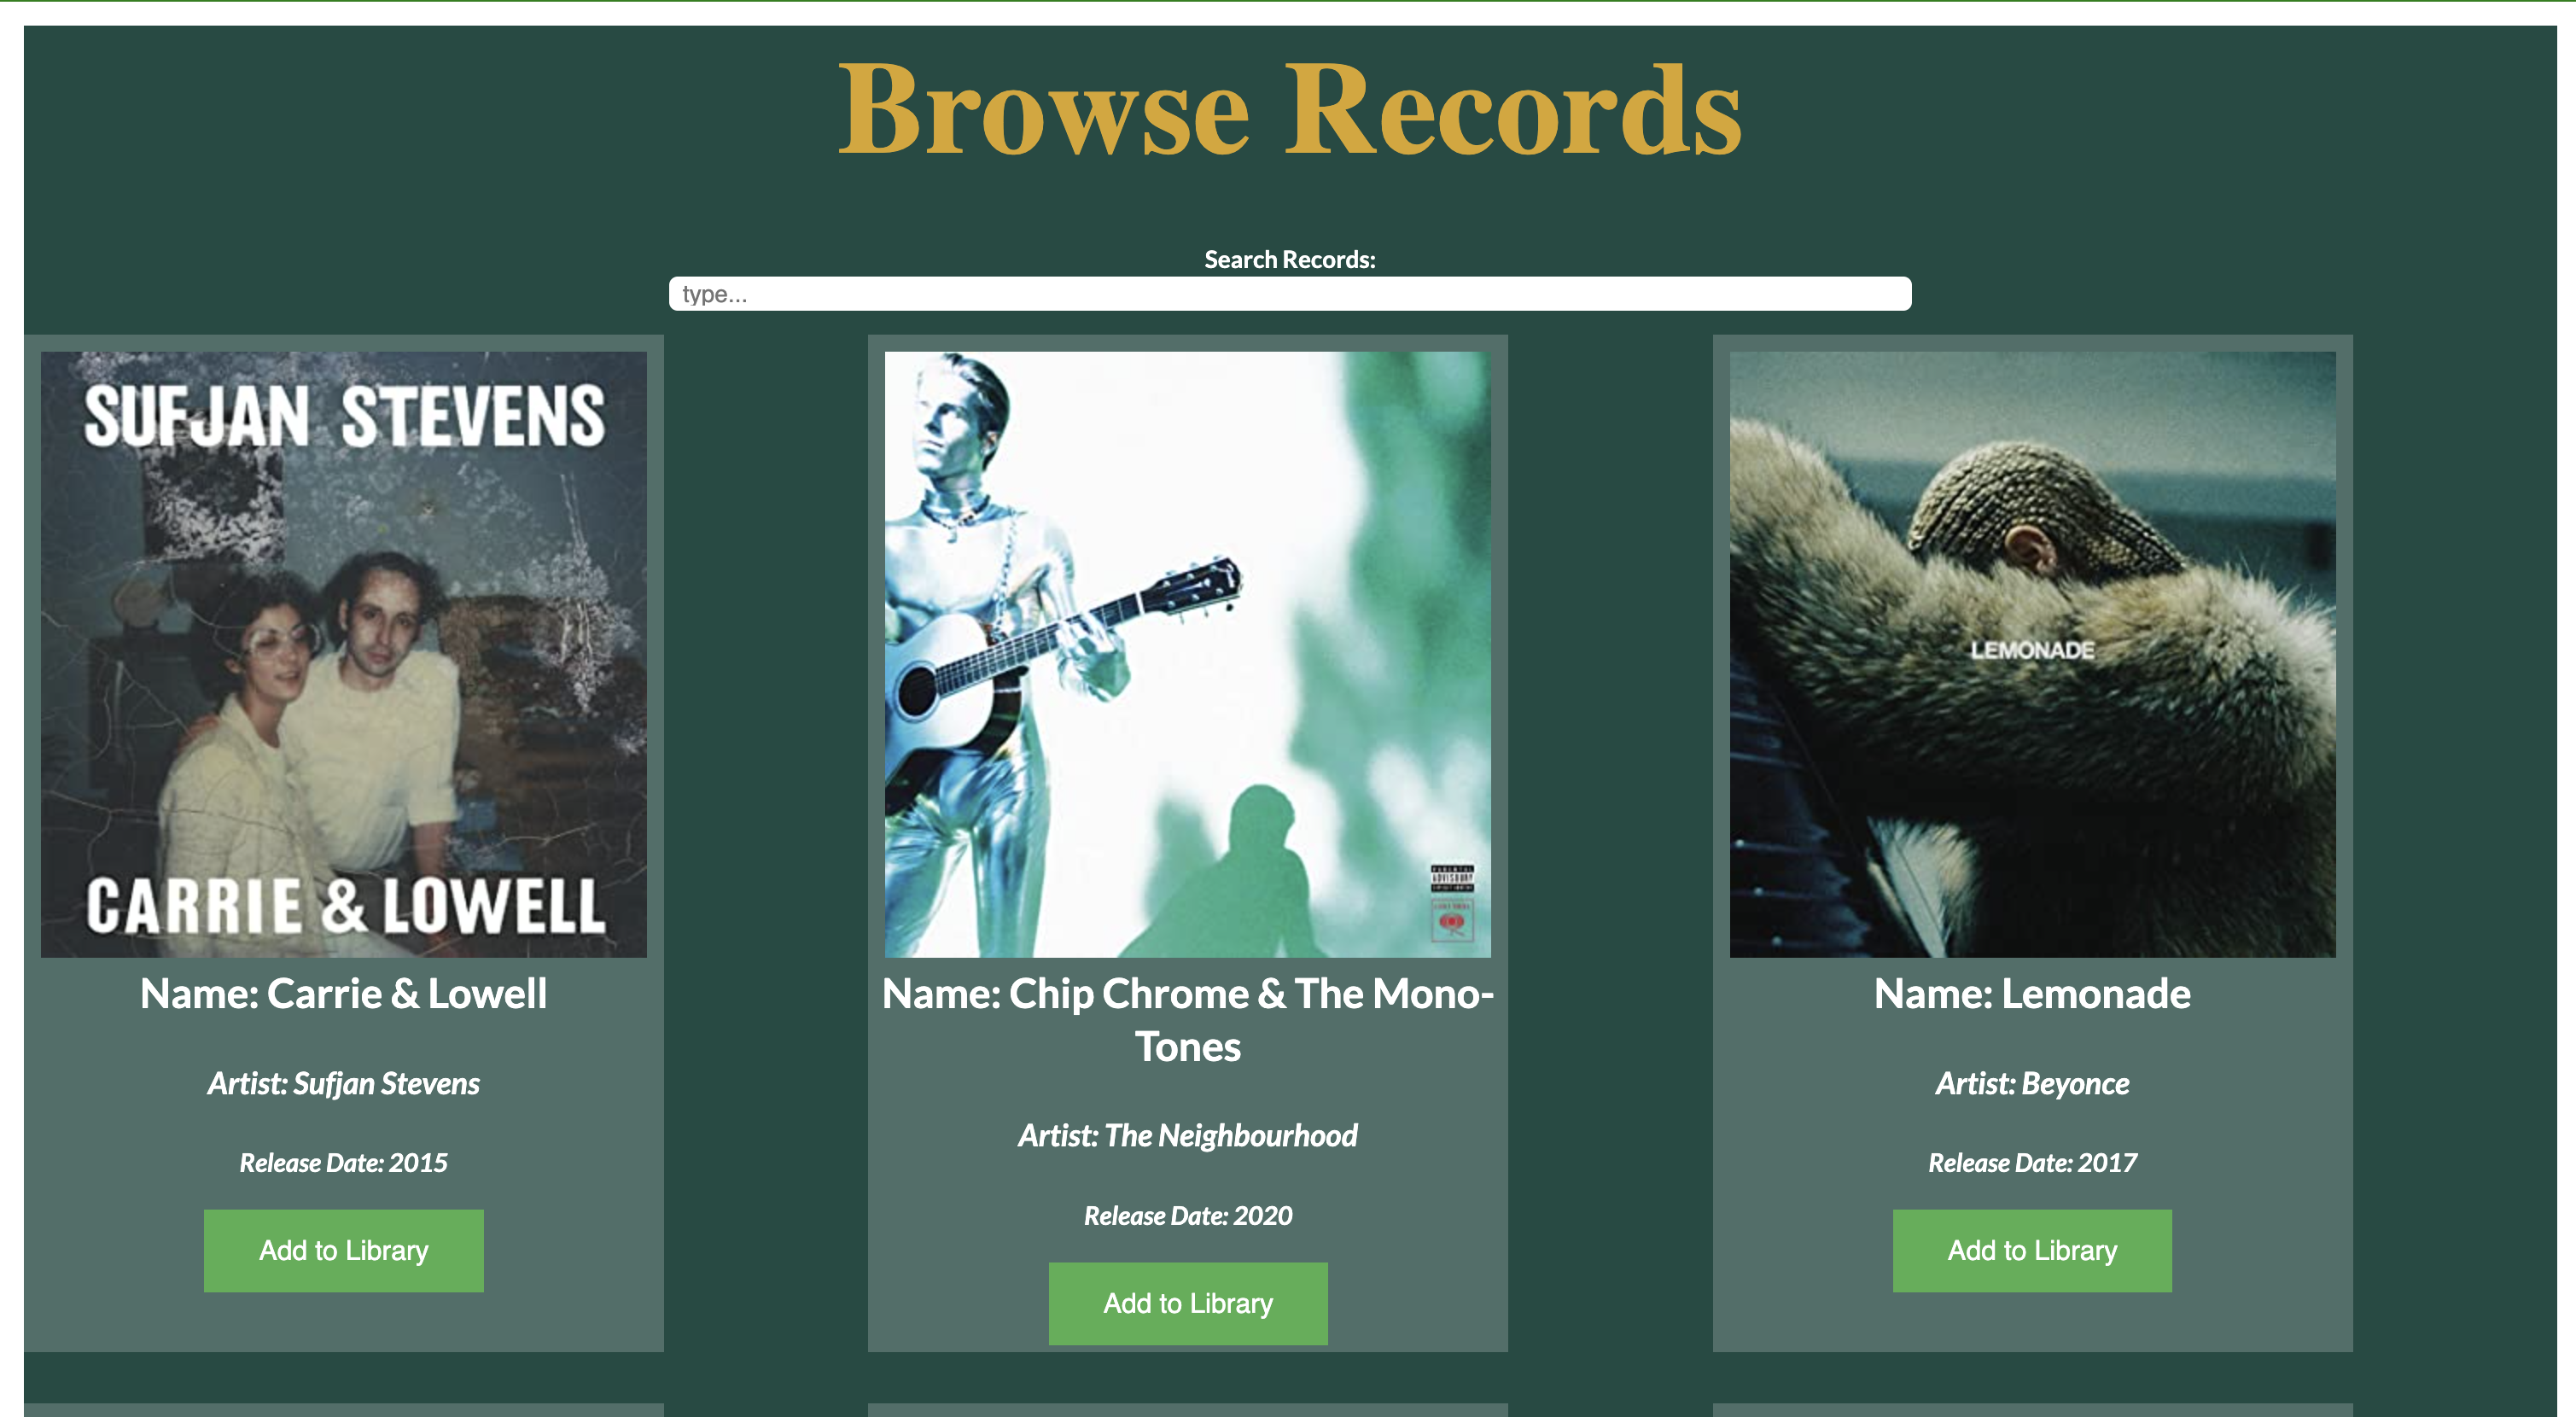 Browse Records
Search Records:
type...
SUFJAN STEVENS
CARRIE & LOWELL
Name: Carrie & Lowell
Artist: Sufjan Stevens
Release Date: 2015
Add to Library
PARENTAL
ADVISORY
Name: Chip Chrome & The Mono-
Tones
Artist: The Neighbourhood
Release Date: 2020
Add to Library
LEMONADE
Name: Lemonade
Artist: Beyonce
Release Date: 2017
Add to Library